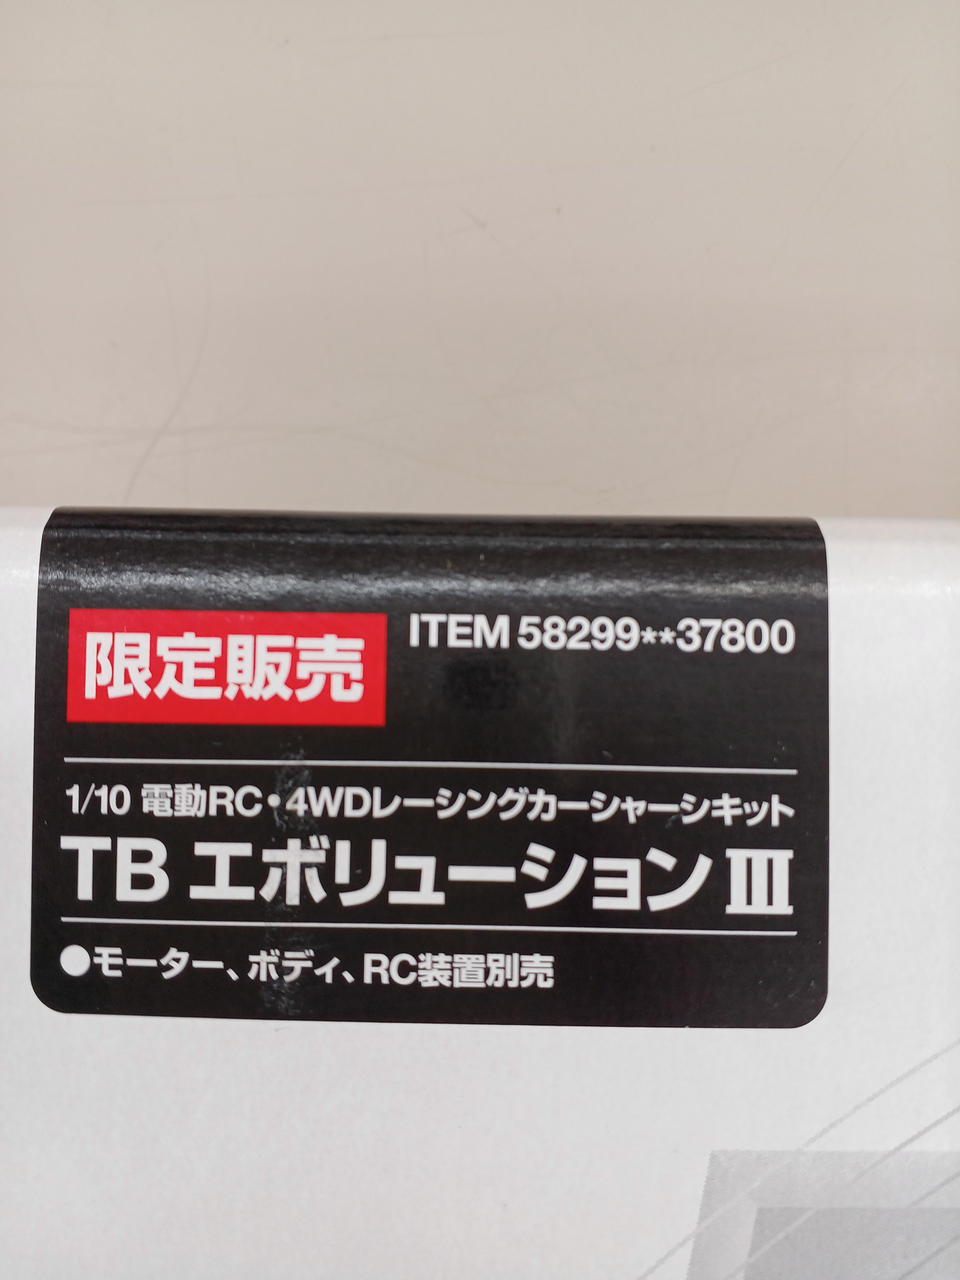 限定販売
ITEM 58299**37800
1/10 電動RC・4WDレーシングカーシャーシキット
TB エボリューション III
●モーター、ボディ、RC装置別売